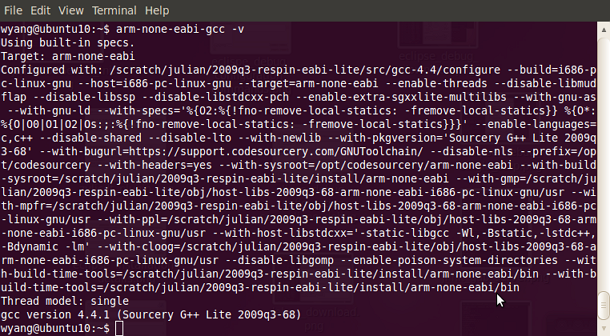 File Edit View Terminal Help
wyang@ubuntu10:~$ arm-none-eabi-gcc -v
Using built-in specs.
Target: arm-none-eabi
Configured with: /scratch/julian/2009q3-respin-eabi-lite/src/gcc-4.4/configure --build=i686-p
c-linux-gnu --host=i686-pc-linux-gnu --target=arm-none-eabi --enable-threads --disable-libmud
flap --disable-libssp --disable-libstdcxx-pch --enable-extra-sgxxlite-multilibs --with-gnu-as
--with-gnu-ld --with-specs='%{O2:%{!fno-remove-local-statics: -fremove-local-statics}} %{O*:
%{O|O0|O1|O2|Os:;:%{!fno-remove-local-statics: -fremove-local-statics}}}' --enable-languages=
c,c++ --disable-shared --disable-lto --with-newlib --with-pkgversion='Sourcery G++ Lite 2009q
3-68' --with-bugurl=https://support.codesourcery.com/GNUToolchain/ --disable-nls --prefix=/op
t/codesourcery --with-headers=yes --with-sysroot=/opt/codesourcery/arm-none-eabi --with-build
-sysroot=/scratch/julian/2009q3-respin-eabi-lite/install/arm-none-eabi --with-gmp=/scratch/ju
lian/2009q3-respin-eabi-lite/obj/host-libs-2009q3-68-arm-none-eabi-i686-pc-linux-gnu/usr --wi
th-mpfr=/scratch/julian/2009q3-respin-eabi-lite/obj/host-libs-2009q3-68-arm-none-eabi-i686-pc
-linux-gnu/usr --with-ppl=/scratch/julian/2009q3-respin-eabi-lite/obj/host-libs-2009q3-68-arm
-none-eabi-i686-pc-linux-gnu/usr --with-host-libstdcxx='-static-libgcc -Wl,-Bstatic,-lstdc++,
-Bdynamic -lm' --with-cloog=/scratch/julian/2009q3-respin-eabi-lite/obj/host-libs-2009q3-68-a
rm-none-eabi-i686-pc-linux-gnu/usr --disable-libgomp --enable-poison-system-directories --wit
h-build-time-tools=/scratch/julian/2009q3-respin-eabi-lite/install/arm-none-eabi/bin --with-b
uild-time-tools=/scratch/julian/2009q3-respin-eabi-lite/install/arm-none-eabi/bin
Thread model: single
gcc version 4.4.1 (Sourcery G++ Lite 2009q3-68)
wyang@ubuntu10:~$